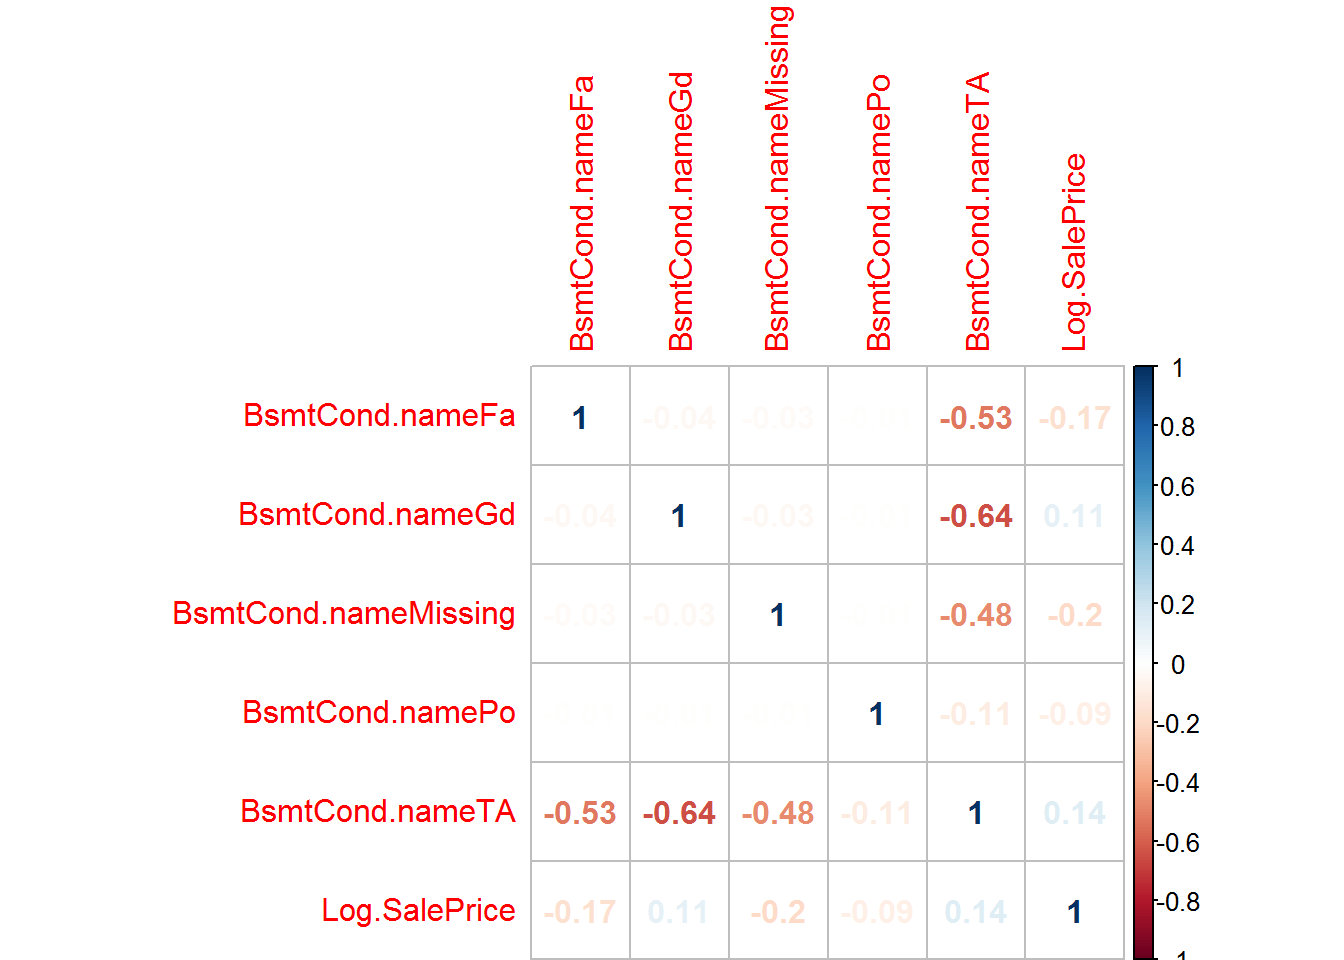 BsmtCond.nameFa
BsmtCond.nameGd
BsmtCond.nameMissing
BsmtCond.namePo
BsmtCond.nameTA
Log.SalePrice
BsmtCond.nameFa 1 -0.04 -0.03 -0.53 -0.17
BsmtCond.nameGd -0.04 1 -0.03 -0.64 0.11
BsmtCond.nameMissing -0.03 -0.03 1 -0.48 -0.2
BsmtCond.namePo 1 -0.11 -0.09
BsmtCond.nameTA -0.53 -0.64 -0.48 -0.11 1 0.14
Log.SalePrice -0.17 0.11 -0.2 -0.09 0.14 1
1
0.8
0.6
0.4
0.2
0
-0.2
-0.4
-0.6
-0.8
-1